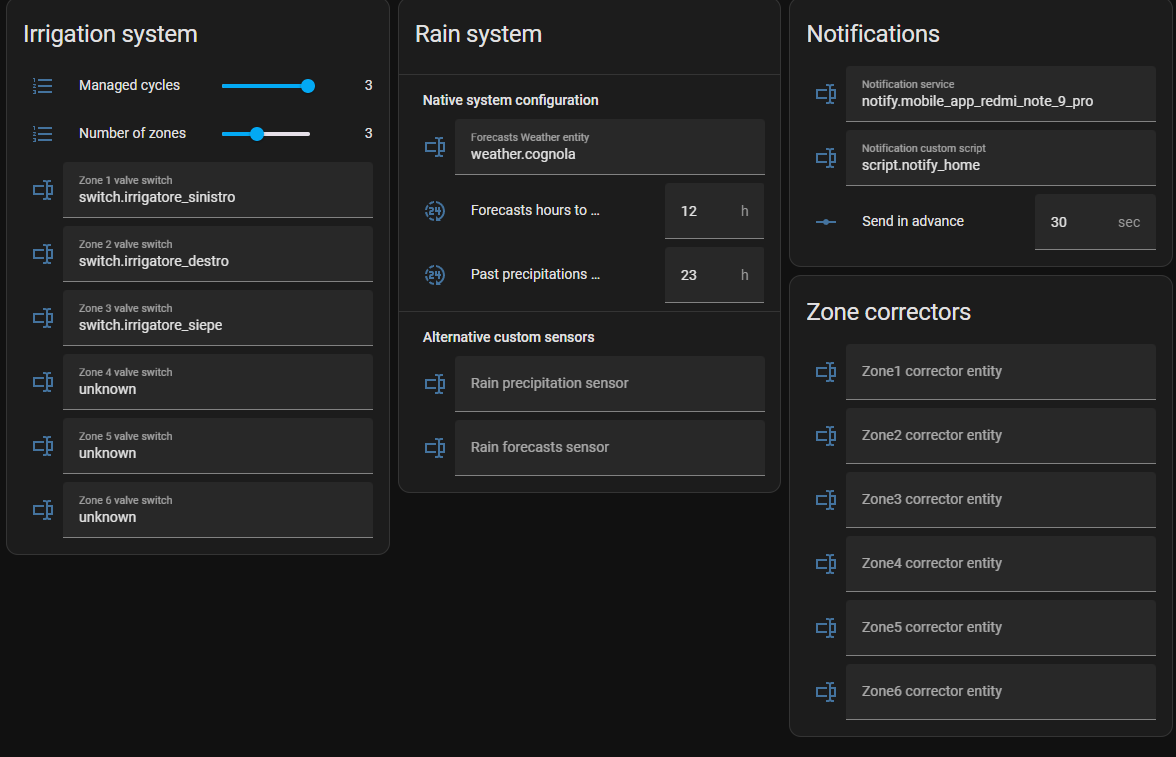 Irrigation system
Managed cycles 3
Number of zones 3
Zone 1 valve switch
switch.irrigatore_sinistro
Zone 2 valve switch
switch.irrigatore_destro
Zone 3 valve switch
switch.irrigatore_siepe
Zone 4 valve switch
unknown
Zone 5 valve switch
unknown
Zone 6 valve switch
unknown
Rain system
Native system configuration
Forecasts Weather entity
weather.cognola
Forecasts hours to ... 12 h
Past precipitations ... 23 h
Alternative custom sensors
Rain precipitation sensor
Rain forecasts sensor
Notifications
Notification service
notify.mobile_app_redmi_note_9_pro
Notification custom script
script.notify_home
Send in advance 30 sec
Zone correctors
Zone1 corrector entity
Zone2 corrector entity
Zone3 corrector entity
Zone4 corrector entity
Zone5 corrector entity
Zone6 corrector entity